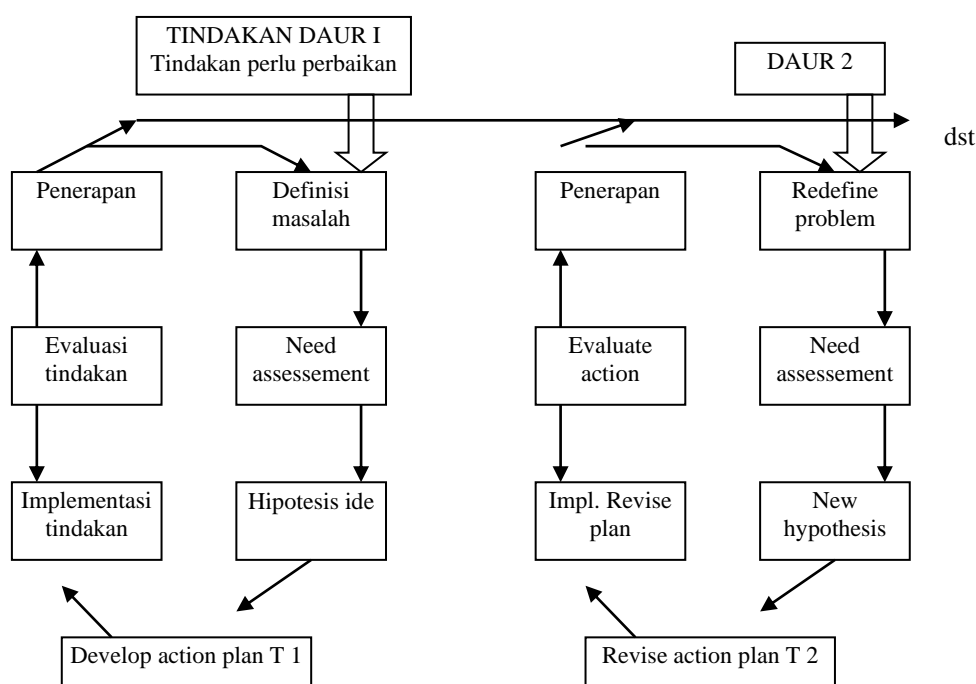 TINDAKAN DAUR I
Tindakan perlu perbaikan
DAUR 2
dst
Penerapan
Definisi
masalah
Penerapan
Redefine
problem
Evaluasi
tindakan
Need
assessement
Evaluate
action
Need
assessement
Implementasi
tindakan
Hipotesis ide
Impl. Revise
plan
New
hypothesis
Develop action plan T 1
Revise action plan T 2